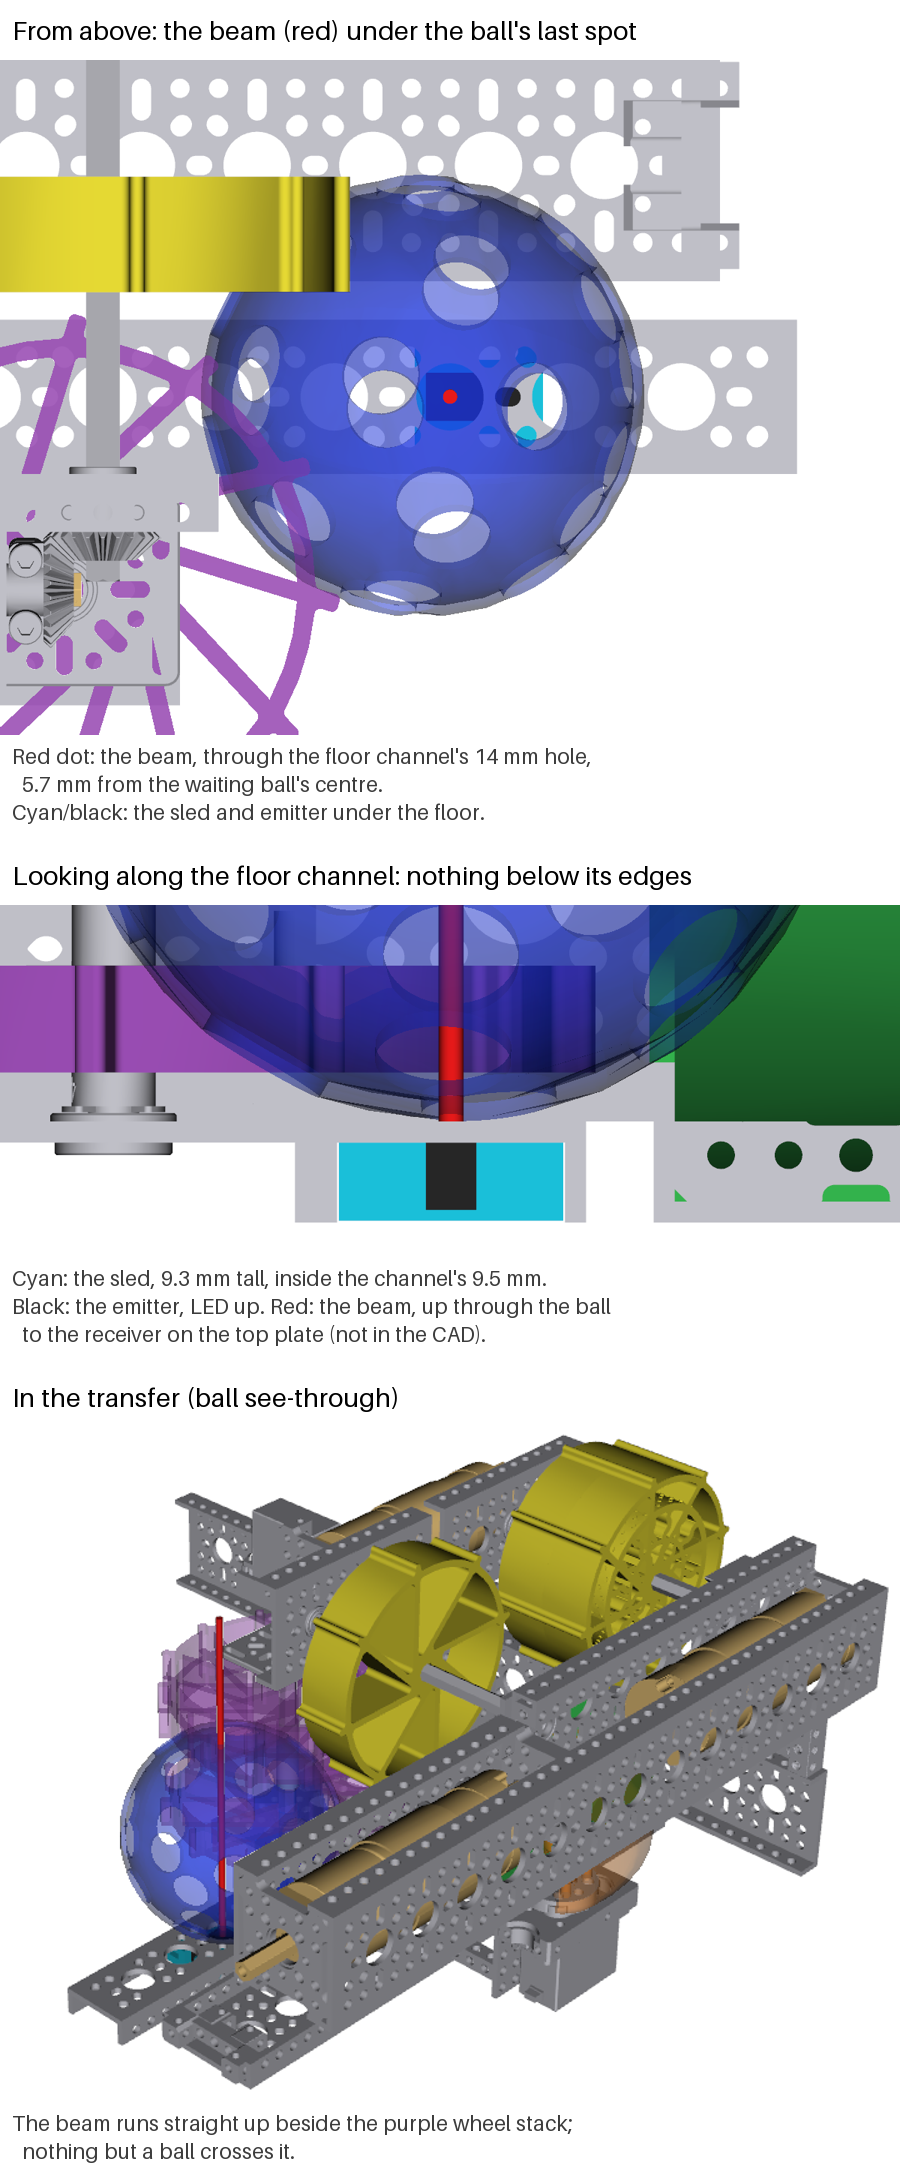 From above: the beam (red) under the ball's last spot
Red dot: the beam, through the floor channel's 14 mm hole,
5.7 mm from the waiting ball's centre.
Cyan/black: the sled and emitter under the floor.
Looking along the floor channel: nothing below its edges
Cyan: the sled, 9.3 mm tall, inside the channel's 9.5 mm.
Black: the emitter, LED up. Red: the beam, up through the ball
to the receiver on the top plate (not in the CAD).
In the transfer (ball see-through)
The beam runs straight up beside the purple wheel stack;
nothing but a ball crosses it.